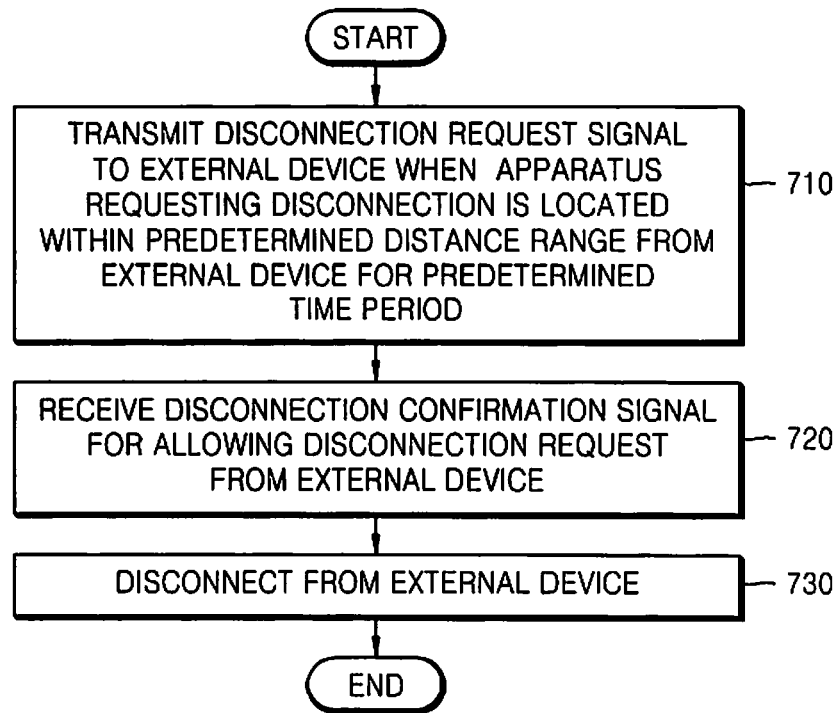 START
TRANSMIT DISCONNECTION REQUEST SIGNAL
TO EXTERNAL DEVICE WHEN APPARATUS
REQUESTING DISCONNECTION IS LOCATED
WITHIN PREDETERMINED DISTANCE RANGE FROM
EXTERNAL DEVICE FOR PREDETERMINED
TIME PERIOD
710
RECEIVE DISCONNECTION CONFIRMATION SIGNAL
FOR ALLOWING DISCONNECTION REQUEST
FROM EXTERNAL DEVICE
720
DISCONNECT FROM EXTERNAL DEVICE
730
END